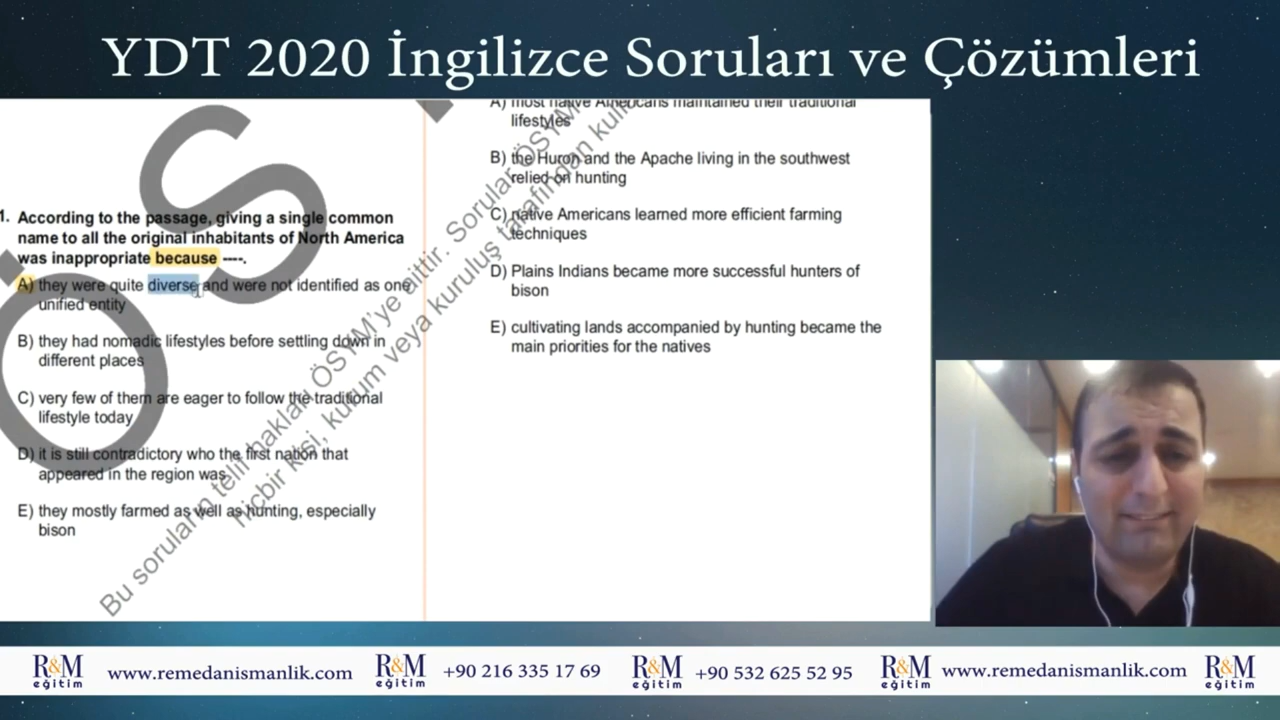 YDT 2020 İngilizce Soruları ve Çözümleri
1. According to the passage, giving a single common
name to all the original inhabitants of North America
was inappropriate because ----.
A) they were quite diverse and were not identified as one
unified entity
B) they had nomadic lifestyles before settling down in
different places
C) very few of them are eager to follow the traditional
lifestyle today
D) it is still contradictory who the first nation that
appeared in the region was
E) they mostly farmed as well as hunting, especially
bison
A) most native Americans maintained their traditional
lifestyles
B) the Huron and the Apache living in the southwest
relied on hunting
C) native Americans learned more efficient farming
techniques
D) Plains Indians became more successful hunters of
bison
E) cultivating lands accompanied by hunting became the
main priorities for the natives
ÖS
Bu soruların telif hakları ÖSYM'ye aittir. Sorular ÖSYM
hiçbir kişi, kurum veya kuruluş tarafından
R&M eğitim
www.remedanismanlik.com
R&M eğitim
+90 216 335 17 69
R&M eğitim
+90 532 625 52 95
R&M eğitim
www.remedanismanlik.com
R&M eğitim